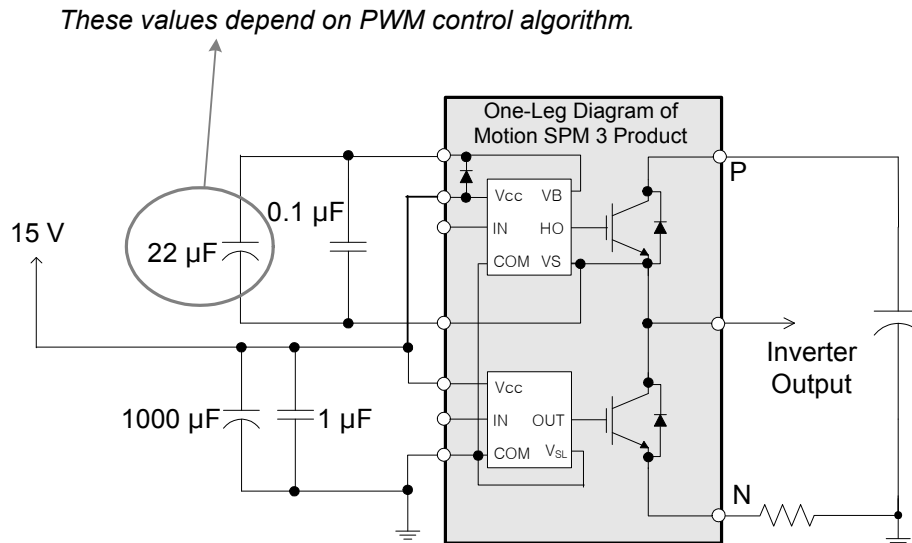 These values depend on PWM control algorithm.
One-Leg Diagram of
Motion SPM 3 Product
P
Vcc VB
0.1 µF
IN HO
15 V
22 µF
COM VS
Inverter
Output
Vcc
1000 µF 1 µF
IN OUT
COM VSL
N